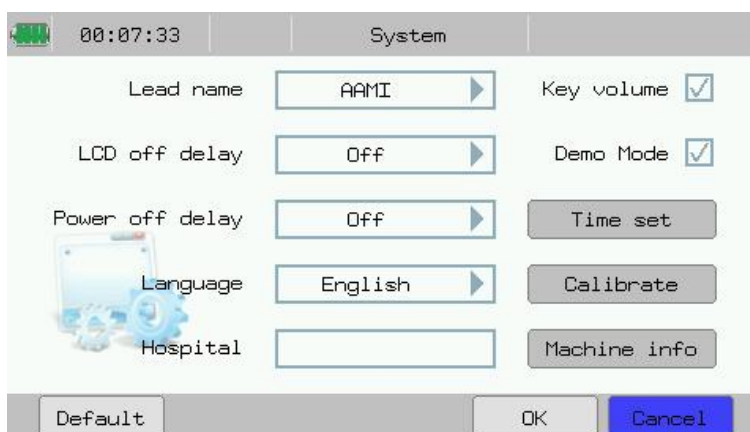 00:07:33 System
Lead name AAMI Key volume
LCD off delay Off Demo Mode
Power off delay Off Time set
Language English Calibrate
Hospital Machine info
Default OK Cancel